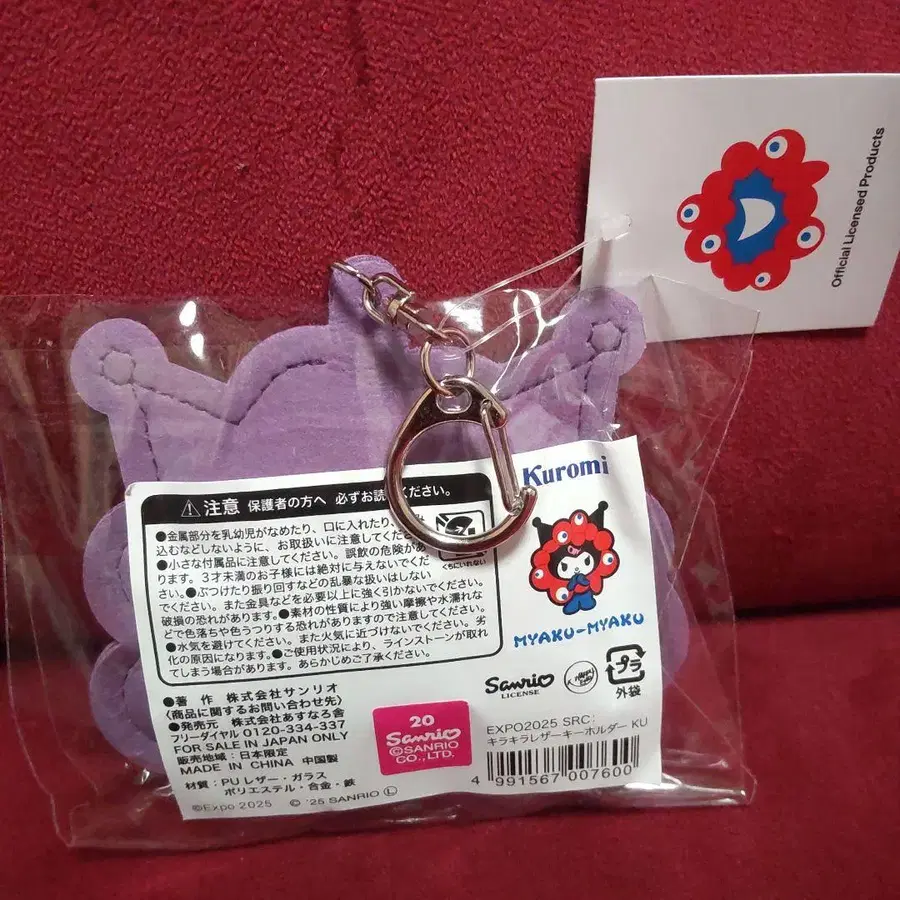 Official Licensed Products
Kuromi
MYAKU-MYAKU
注意 保護者の方へ 必ずお読 ください。
●金属部分を乳幼児がなめたり、口に入れたり、
込むなどしないように、お取扱いに注意してください。
●小さな付属品に注意してください。誤飲の危険があ
ります。3才未満のお子様には絶対に与えないでくだ
さい。●ぶつけたり振り回すなどの乱暴な扱いはしない
でください。また金具などを必要以上に強く引かないでください。
破損の恐れがあります。●素材の性質により強い摩擦や水濡れな
どで色落ちや色うつりする恐れがありますので注意してください。
●水気を避けてください。また火気に近づけないでください。劣
化の原因になります。●ご使用状況により、ラインストーンが取れ
てしまう場合があります。あらかじめご了承ください。
くちにいれない
●著 作 株式会社サンリオ
〈商品に関するお問い合わせ先〉
●発売元 株式会社あすなろ舎
フリーダイヤル 0120-334-337
FOR SALE IN JAPAN ONLY
販売地域:日本限定
MADE IN CHINA 中国製
材質:PUレザー・ガラス
ポリエステル・合金・鉄
©Expo 2025 © '25 SANRIO Ⓛ
20
Sanrio
©SANRIO
CO., LTD.
Sanrio
LICENSE
プラ
外袋
EXPO2025 SRC
キラキラレザーキーホルダー KU
4 991567 007600